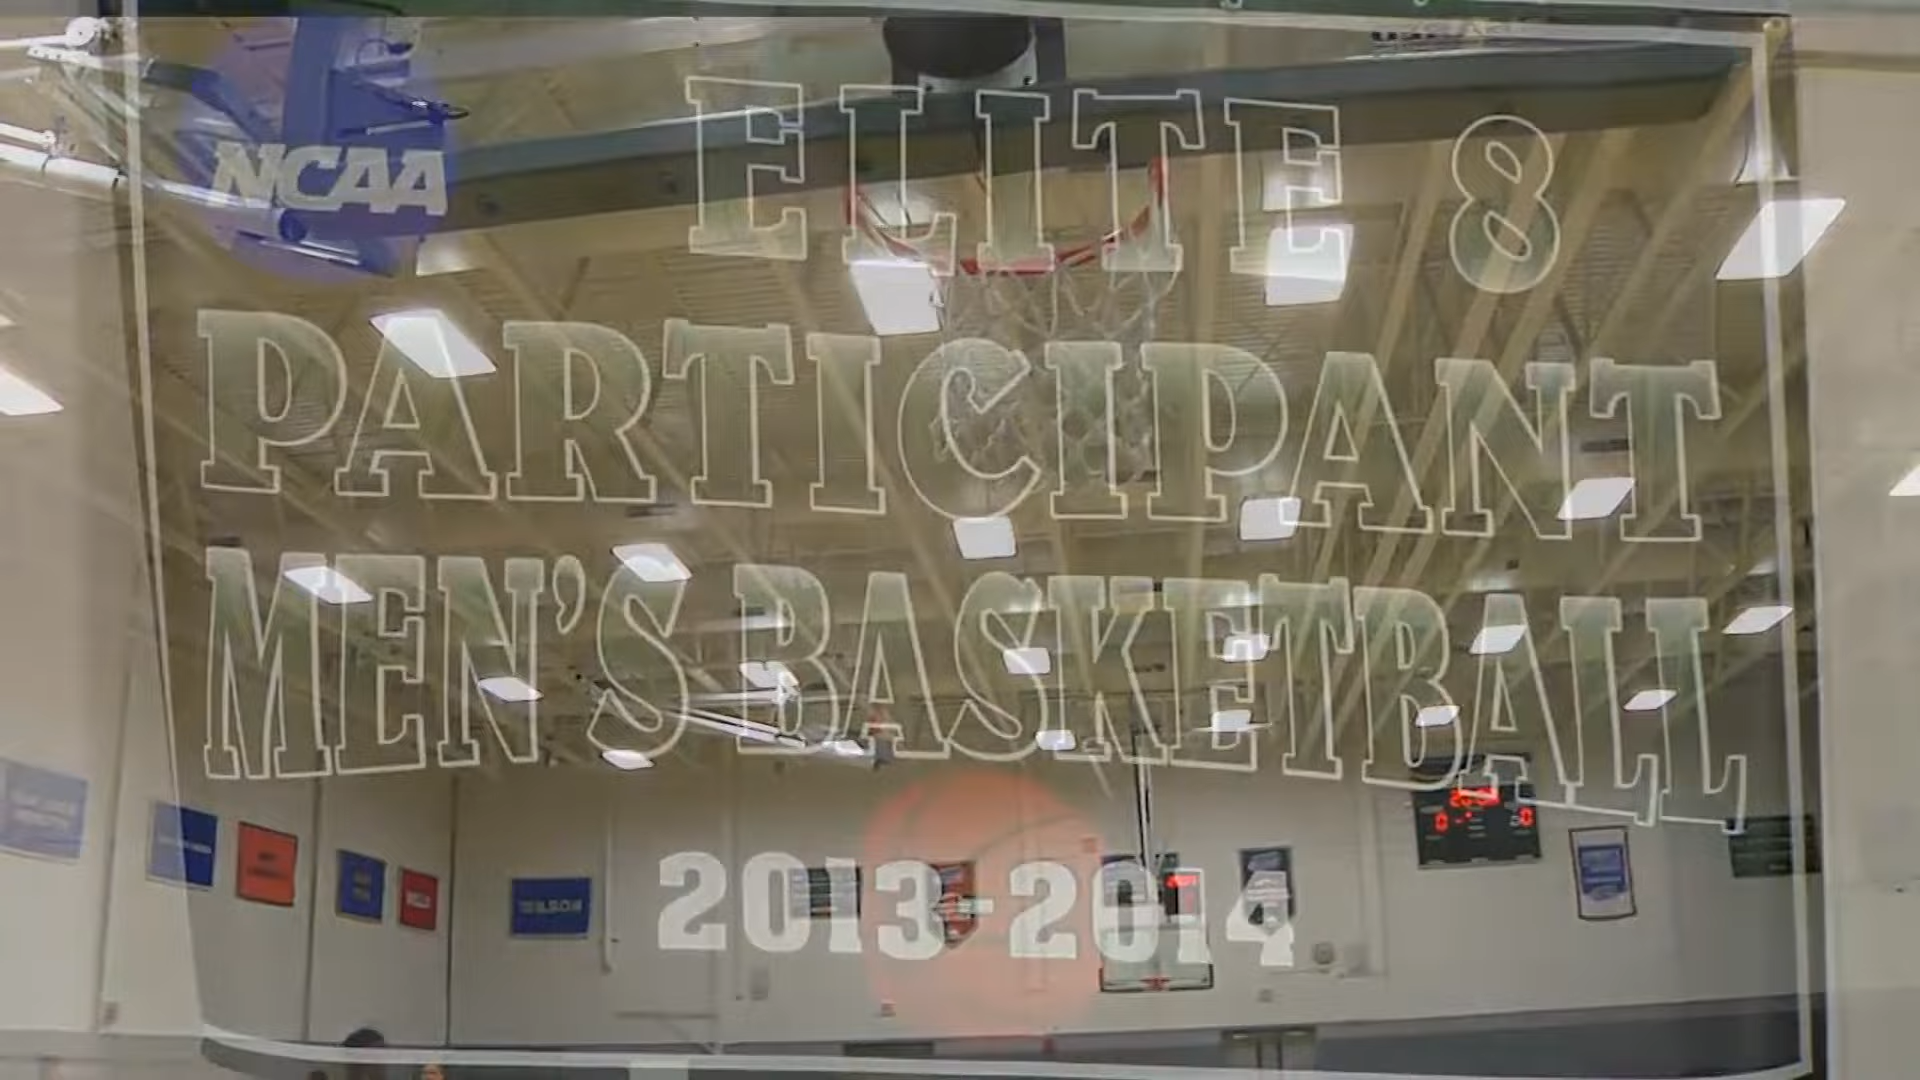 NCAA
ELITE 8
PARTICIPANT
MEN'S BASKETBALL
2013-2014